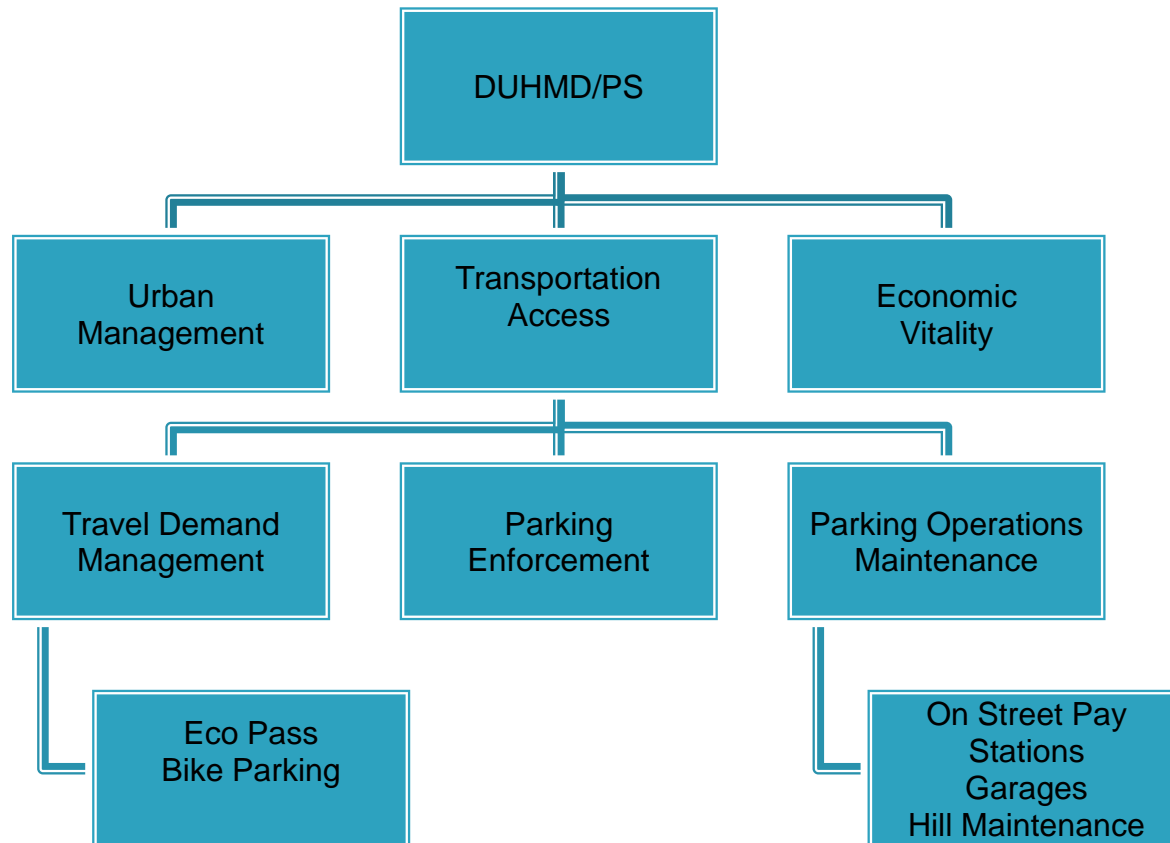 DUHMD/PS
Urban
Management
Transportation
Access
Economic
Vitality
Travel Demand
Management
Parking
Enforcement
Parking Operations
Maintenance
Eco Pass
Bike Parking
On Street Pay
Stations
Garages
Hill Maintenance